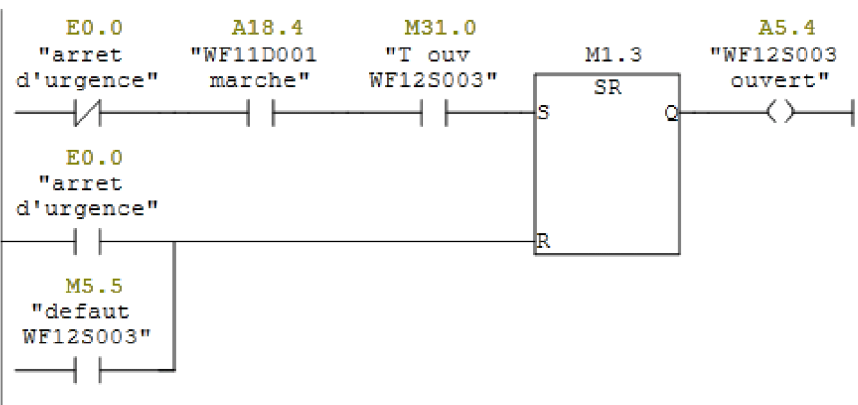 E0.0 A18.4 M31.0 A5.4
"arret "WF11D001 "T ouv M1.3 "WF12S003
d'urgence" marche" WF12S003" SR ouvert"
S Q
E0.0
"arret
d'urgence"
R
M5.5
"defaut
WF12S003"